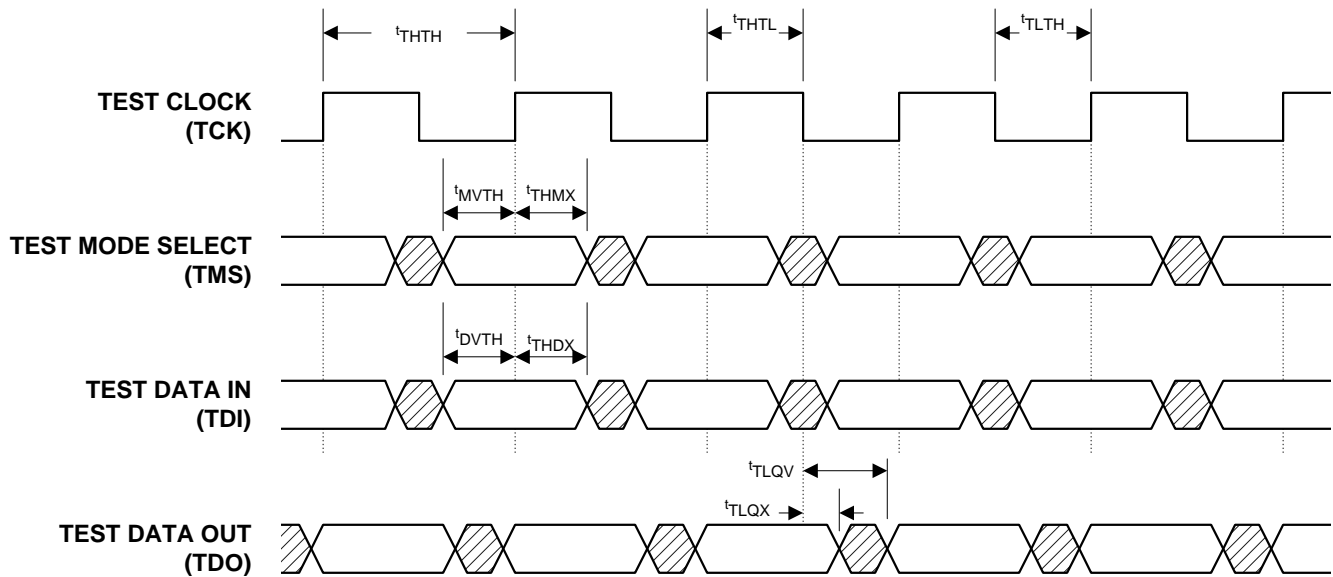 tTHTH
tTHTL
tTLTH
TEST CLOCK
(TCK)
tMVTH
tTHMX
TEST MODE SELECT
(TMS)
tDVTH
tTHDX
TEST DATA IN
(TDI)
tTLQV
tTLQX
TEST DATA OUT
(TDO)